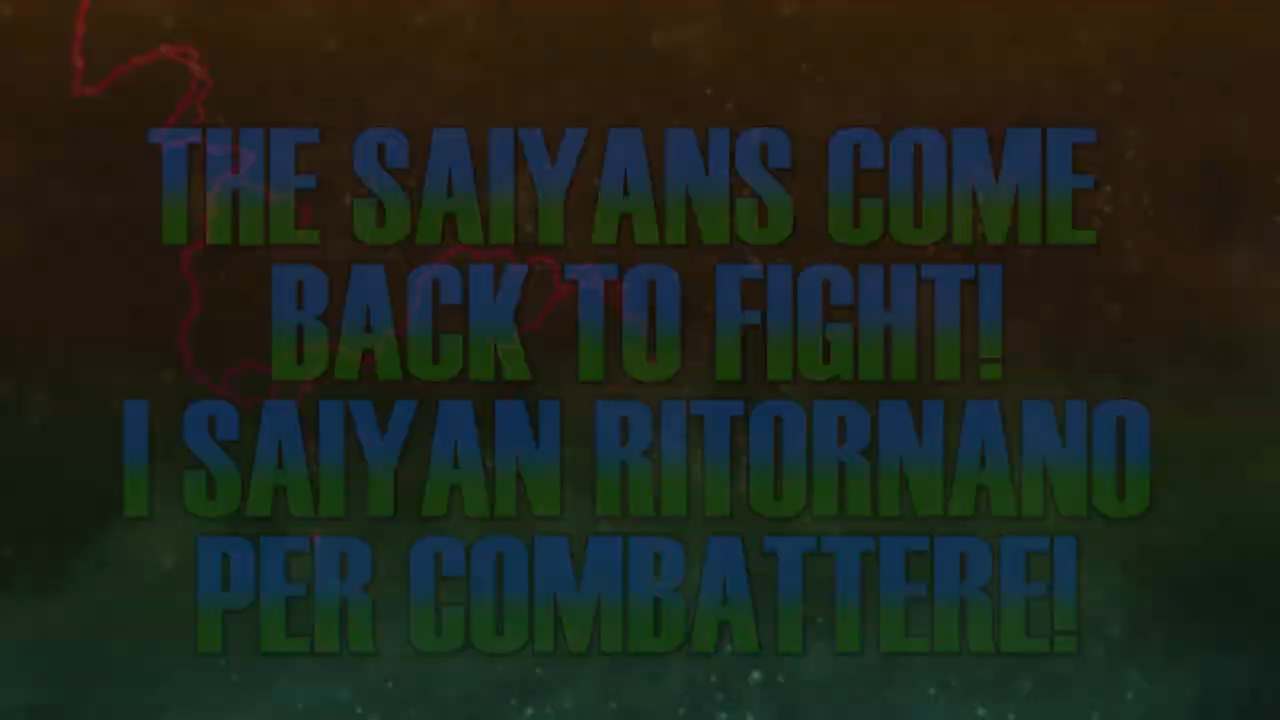 THE SAIYANS COME
BACK TO FIGHT!
I SAIYAN RITORNANO
PER COMBATTERE!